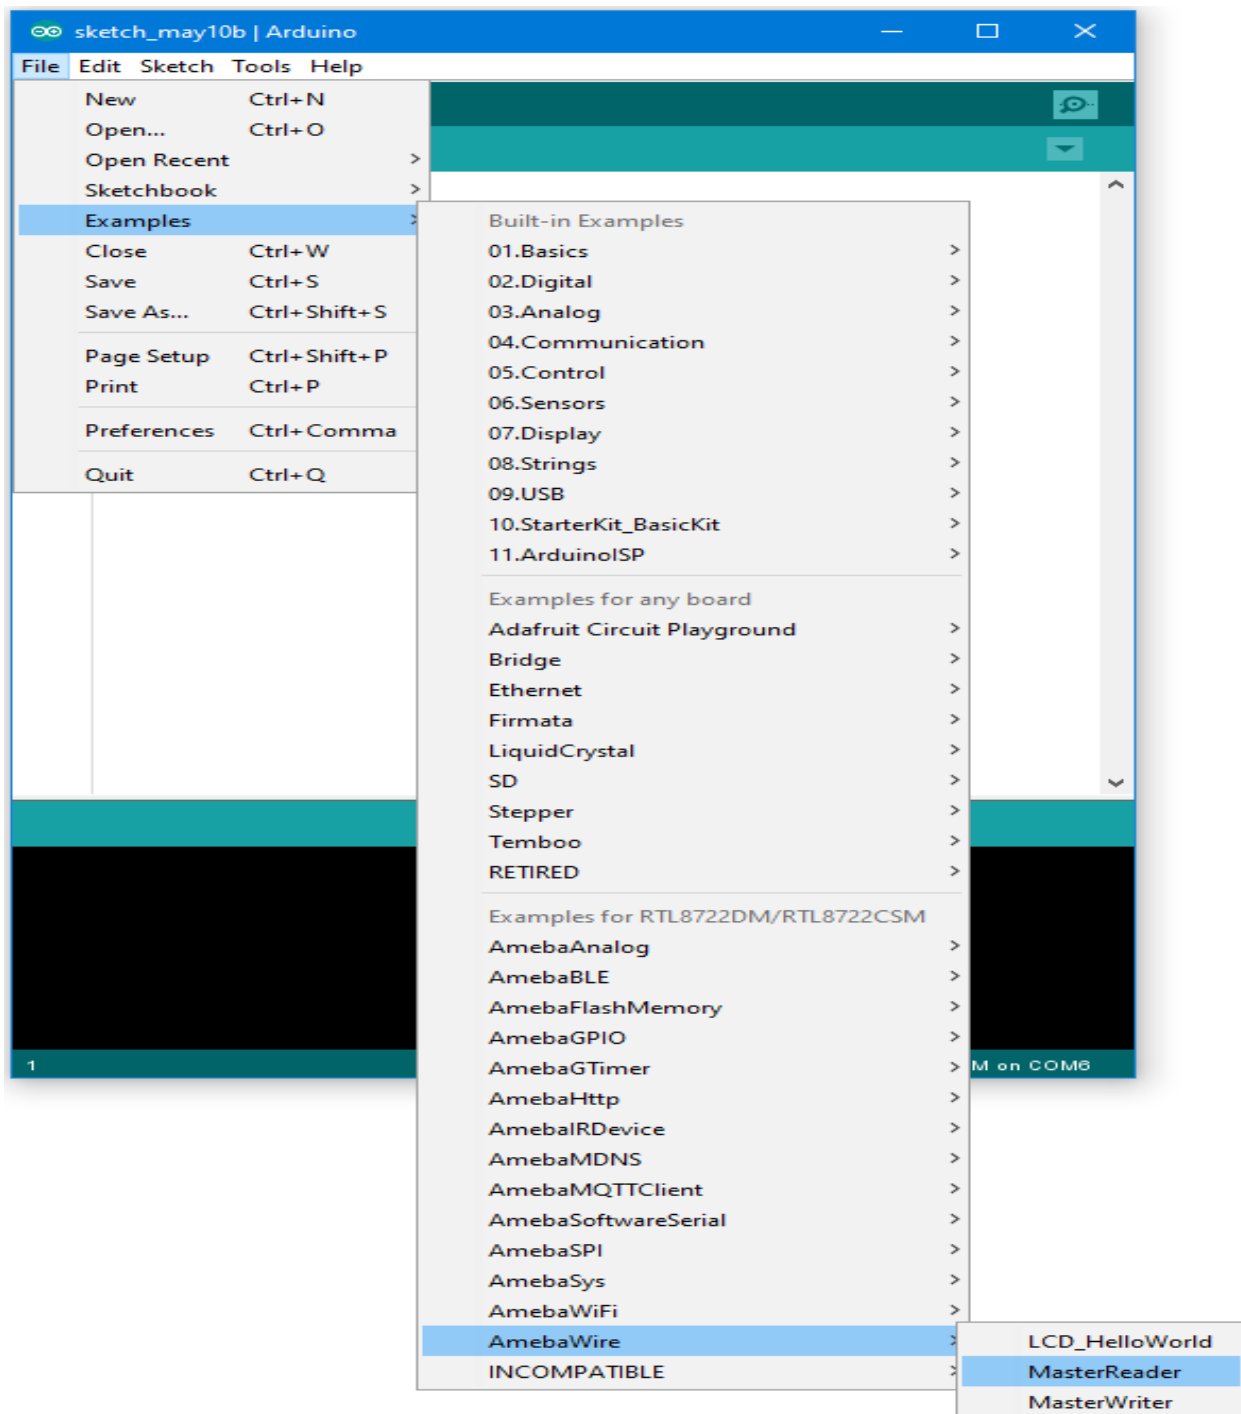 sketch_may10b | Arduino
File Edit Sketch Tools Help
New Ctrl+N
Open... Ctrl+O
Open Recent
Sketchbook
Examples
Close Ctrl+W
Save Ctrl+S
Save As... Ctrl+Shift+S
Page Setup Ctrl+Shift+P
Print Ctrl+P
Preferences Ctrl+Comma
Quit Ctrl+Q
Built-in Examples
01.Basics
02.Digital
03.Analog
04.Communication
05.Control
06.Sensors
07.Display
08.Strings
09.USB
10.StarterKit_BasicKit
11.ArduinoISP
Examples for any board
Adafruit Circuit Playground
Bridge
Ethernet
Firmata
LiquidCrystal
SD
Stepper
Temboo
RETIRED
Examples for RTL8722DM/RTL8722CSM
AmebaAnalog
AmebaBLE
AmebaFlashMemory
AmebaGPIO
AmebaGTimer
AmebaHttp
AmebaIRDevice
AmebaMDNS
AmebaMQTTClient
AmebaSoftwareSerial
AmebaSPI
AmebaSys
AmebaWiFi
AmebaWire
INCOMPATIBLE
LCD_HelloWorld
MasterReader
MasterWriter
1 M on COM6